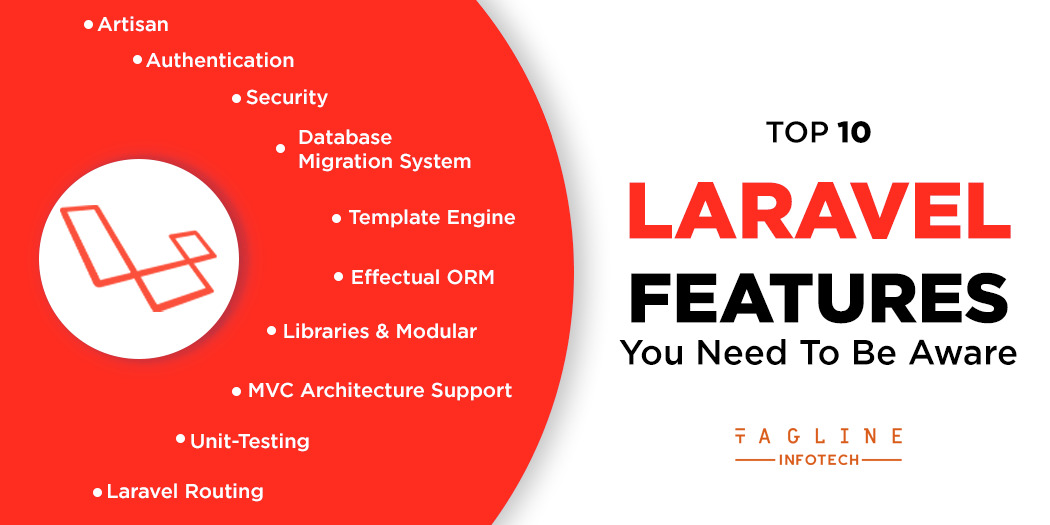 Artisan
Authentication
Security
Database
Migration System
Template Engine
Effectual ORM
Libraries & Modular
MVC Architecture Support
Unit-Testing
Laravel Routing
TOP 10
LARAVEL
FEATURES
You Need To Be Aware
TAGLINE
INFOTECH